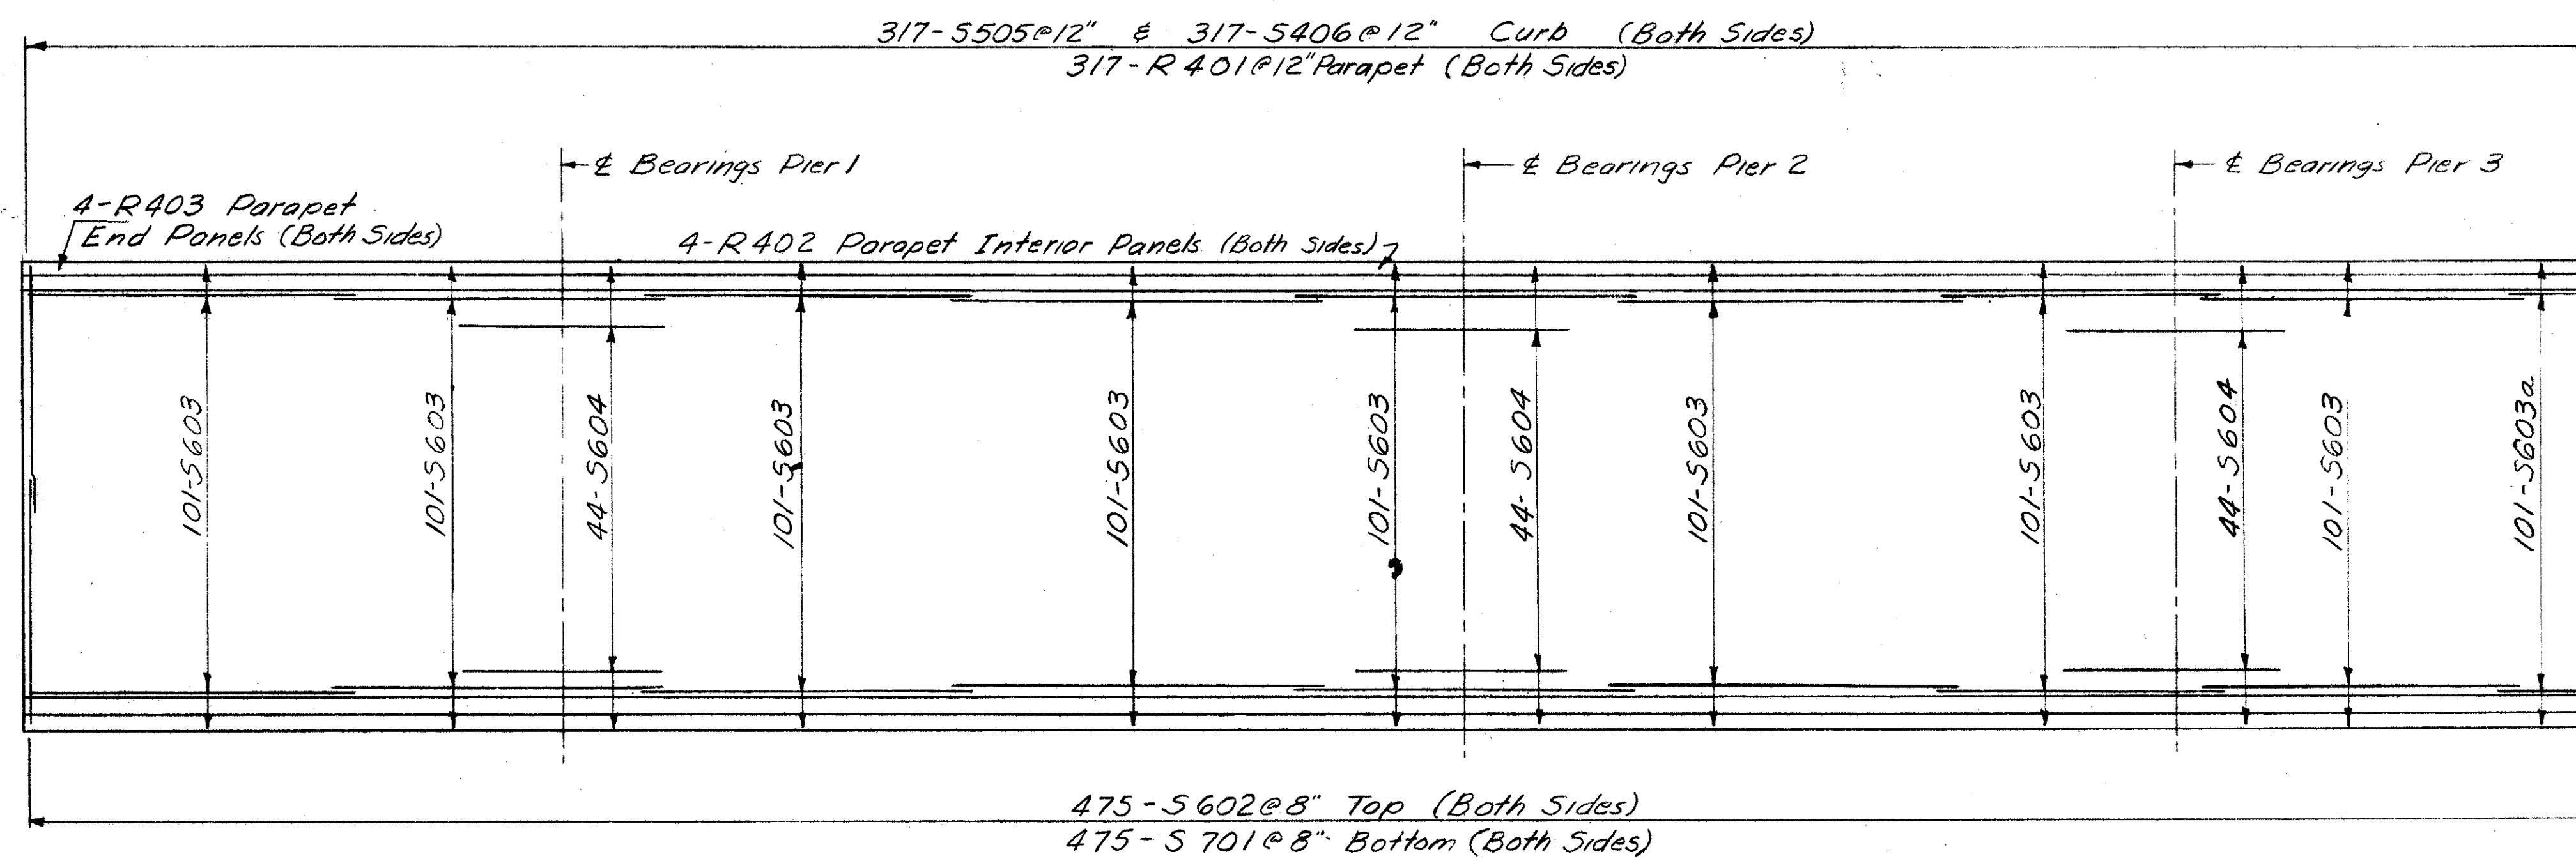 317-S505@12" & 317-S406@12" Curb (Both Sides)
317-R401@12" Parapet (Both Sides)
℄ Bearings Pier 1
℄ Bearings Pier 2
℄ Bearings Pier 3
4-R403 Parapet
End Panels (Both Sides)
4-R402 Parapet Interior Panels (Both Sides)
101-S603
101-S603
44-S604
101-S603
101-S603
101-S603
44-S604
101-S603
101-S603
44-S604
101-S603
101-S603a
475-S602@8" Top (Both Sides)
475-S701@8" Bottom (Both Sides)